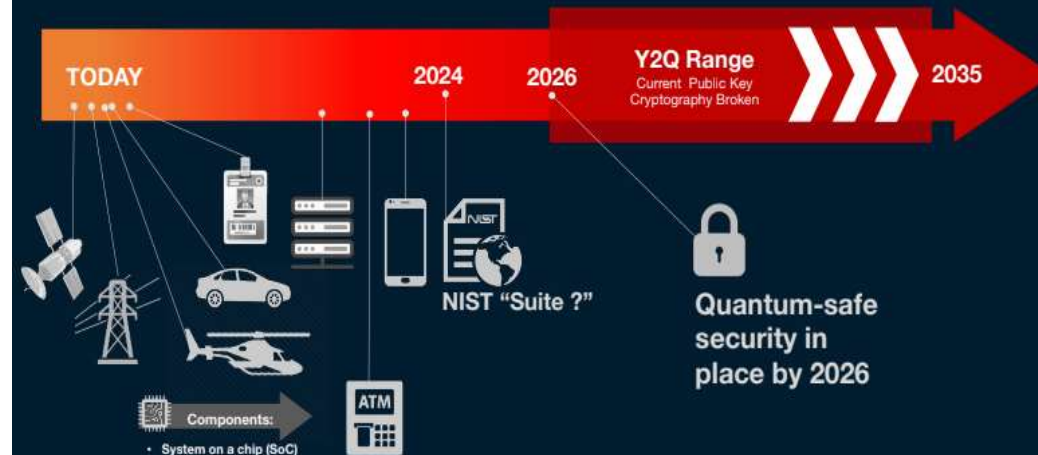 TODAY
2024
2026
Y2Q Range
Current Public Key
Cryptography Broken
2035
NIST
NIST “Suite ?”
Quantum-safe
security in
place by 2026
ATM
Components:
• System on a chip (SoC)